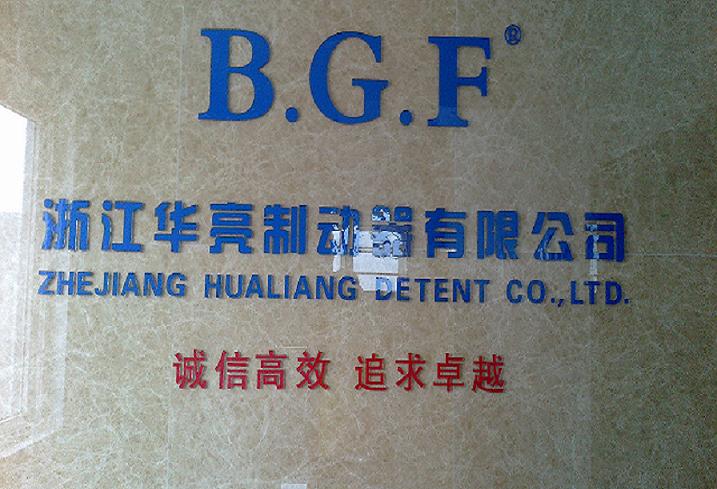 B.G.F®
浙江华亮制动器有限公司
ZHEJIANG HUALIANG DETENT CO.,LTD.
诚信高效 追求卓越